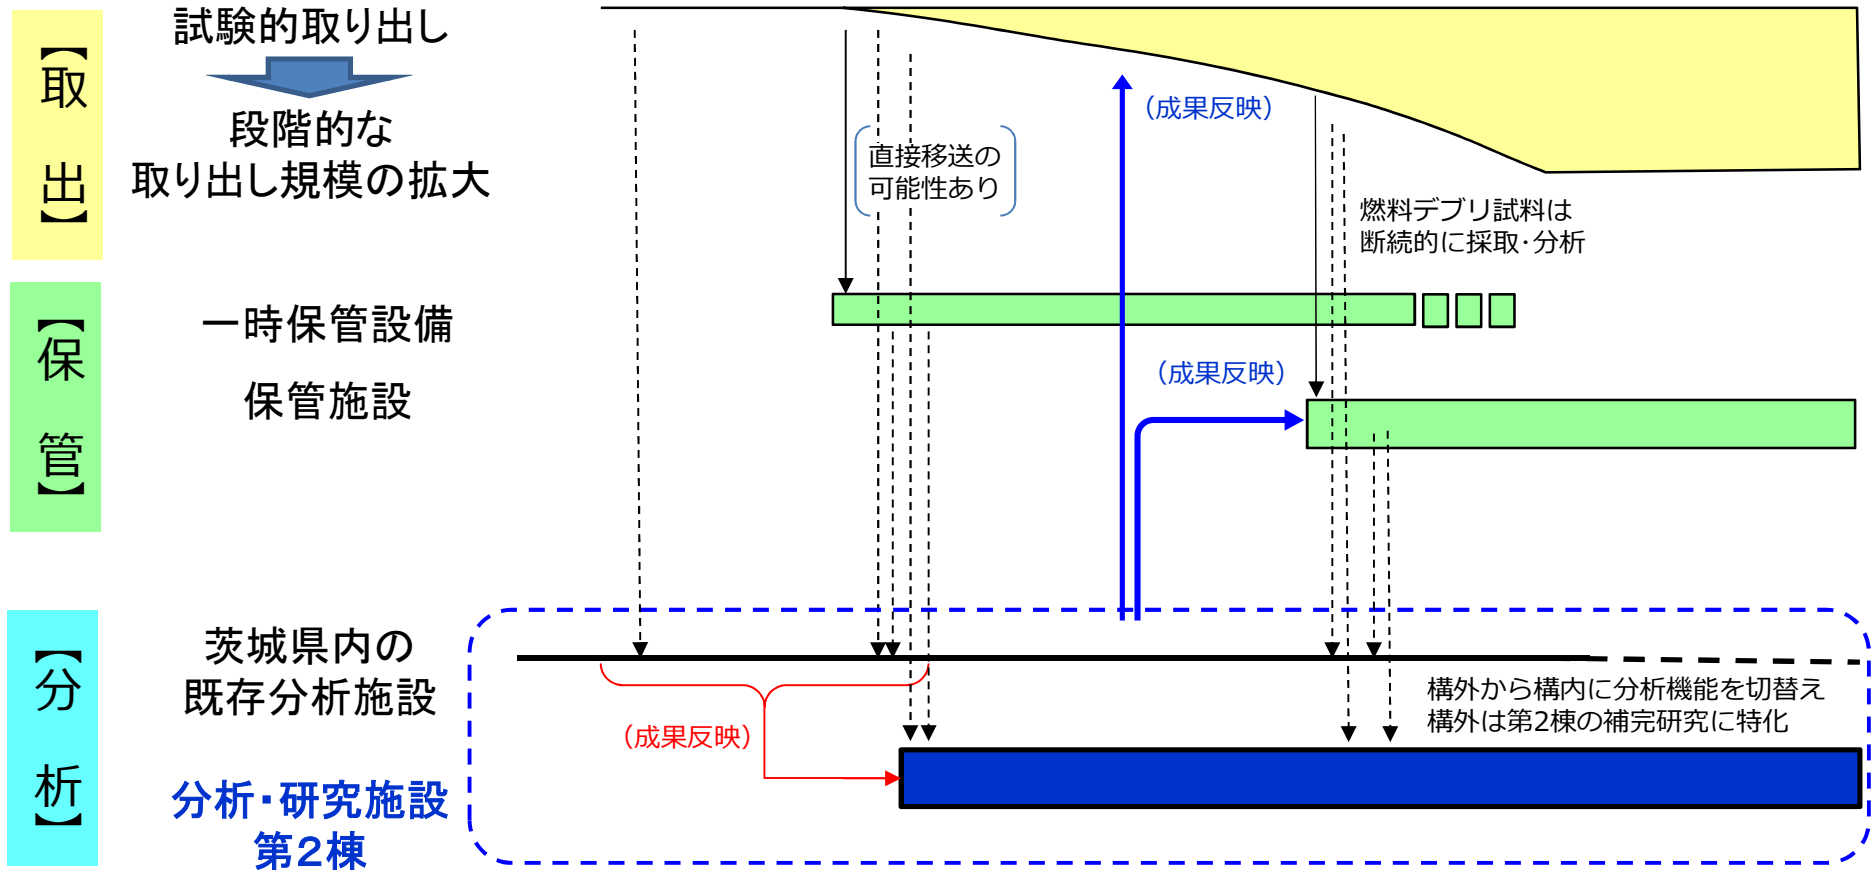 【取出】
試験的取り出し
段階的な
取り出し規模の拡大
(成果反映)
直接移送の
可能性あり
燃料デブリ試料は
断続的に採取･分析
【保管】
一時保管設備
保管施設
(成果反映)
【分析】
茨城県内の
既存分析施設
(成果反映)
構外から構内に分析機能を切替え
構外は第2棟の補完研究に特化
分析・研究施設
第２棟